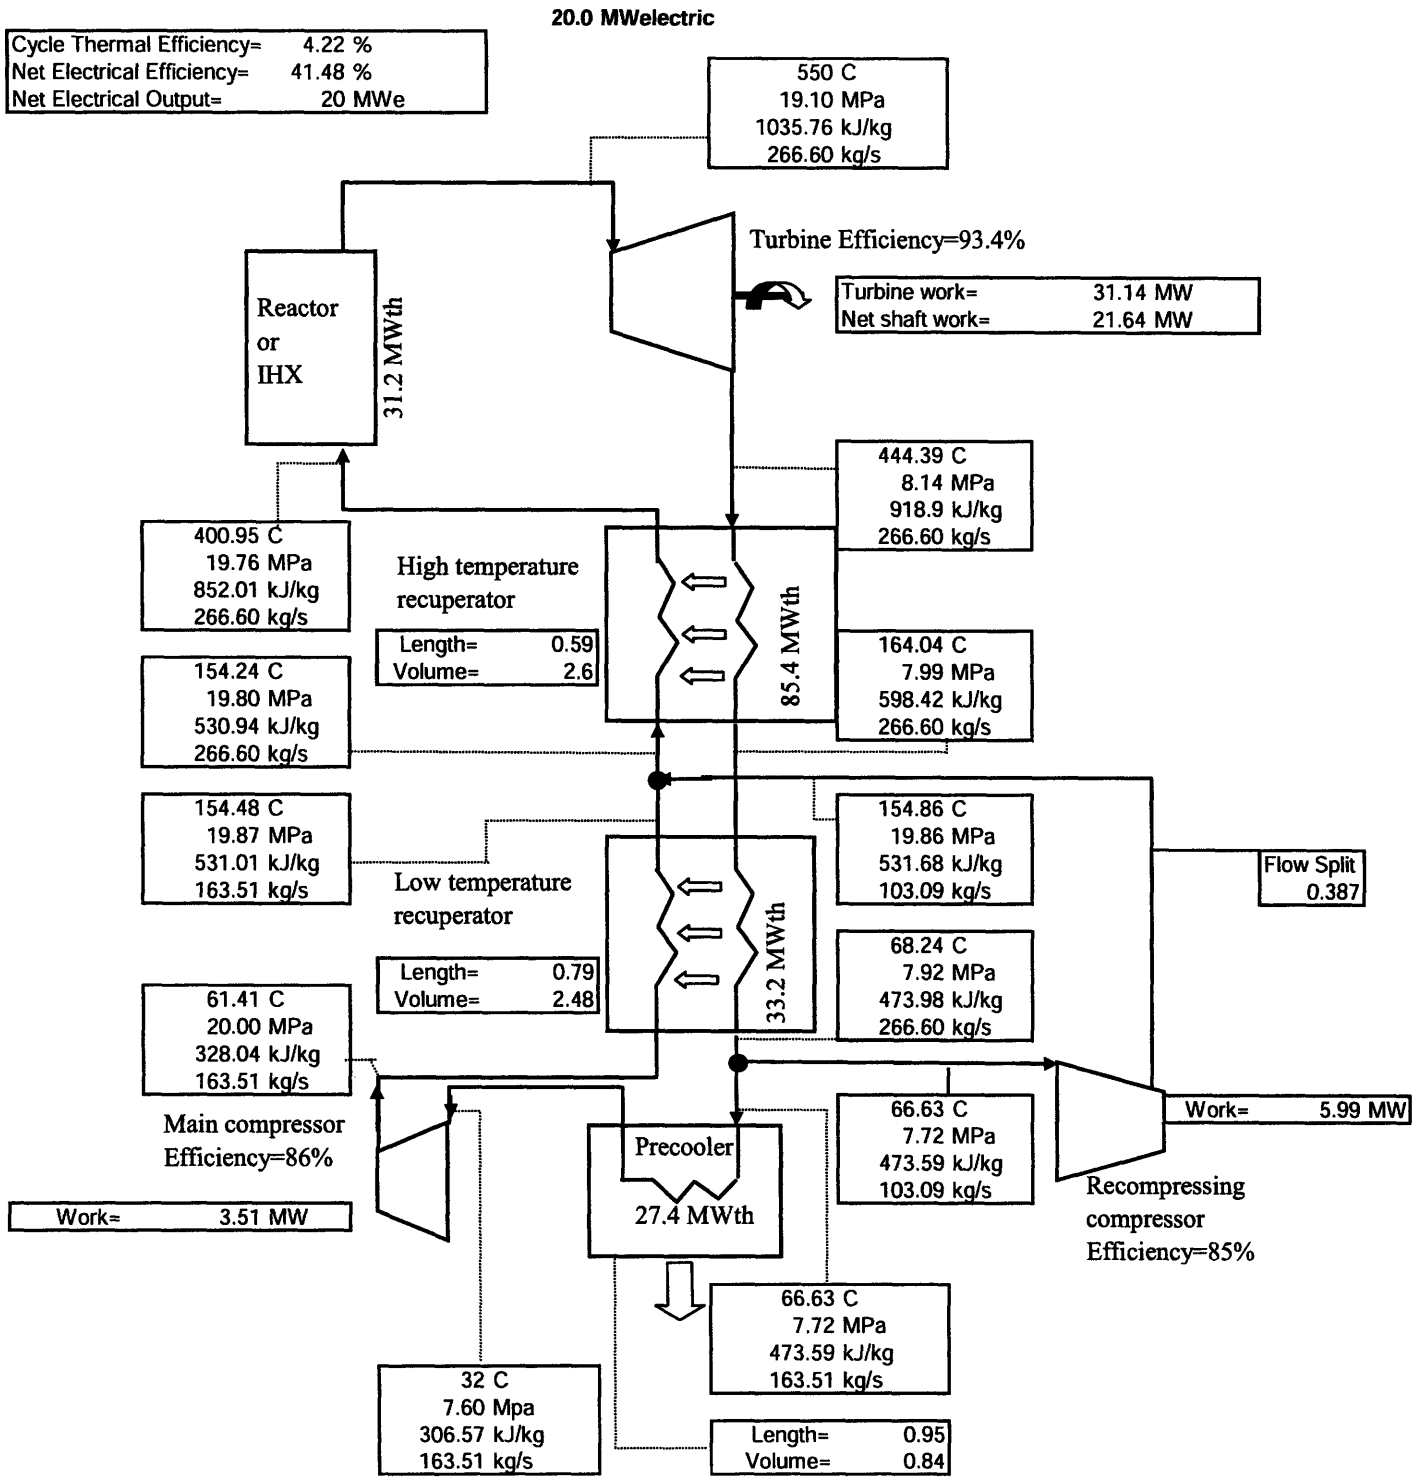 20.0 MWelectric
Cycle Thermal Efficiency= 4.22 %
Net Electrical Efficiency= 41.48 %
Net Electrical Output= 20 MWe
550 C
19.10 MPa
1035.76 kJ/kg
266.60 kg/s
Turbine Efficiency=93.4%
Turbine work= 31.14 MW
Net shaft work= 21.64 MW
Reactor
or
IHX
31.2 MWth
444.39 C
8.14 MPa
918.9 kJ/kg
266.60 kg/s
400.95 C
19.76 MPa
852.01 kJ/kg
266.60 kg/s
High temperature
recuperator
Length= 0.59
Volume= 2.6
85.4 MWth
164.04 C
7.99 MPa
598.42 kJ/kg
266.60 kg/s
154.24 C
19.80 MPa
530.94 kJ/kg
266.60 kg/s
154.48 C
19.87 MPa
531.01 kJ/kg
163.51 kg/s
154.86 C
19.86 MPa
531.68 kJ/kg
103.09 kg/s
Flow Split
0.387
Low temperature
recuperator
Length= 0.79
Volume= 2.48
33.2 MWth
68.24 C
7.92 MPa
473.98 kJ/kg
266.60 kg/s
61.41 C
20.00 MPa
328.04 kJ/kg
163.51 kg/s
Main compressor
Efficiency=86%
Work= 3.51 MW
Precooler
27.4 MWth
66.63 C
7.72 MPa
473.59 kJ/kg
103.09 kg/s
Work= 5.99 MW
Recompressing
compressor
Efficiency=85%
66.63 C
7.72 MPa
473.59 kJ/kg
163.51 kg/s
32 C
7.60 Mpa
306.57 kJ/kg
163.51 kg/s
Length= 0.95
Volume= 0.84